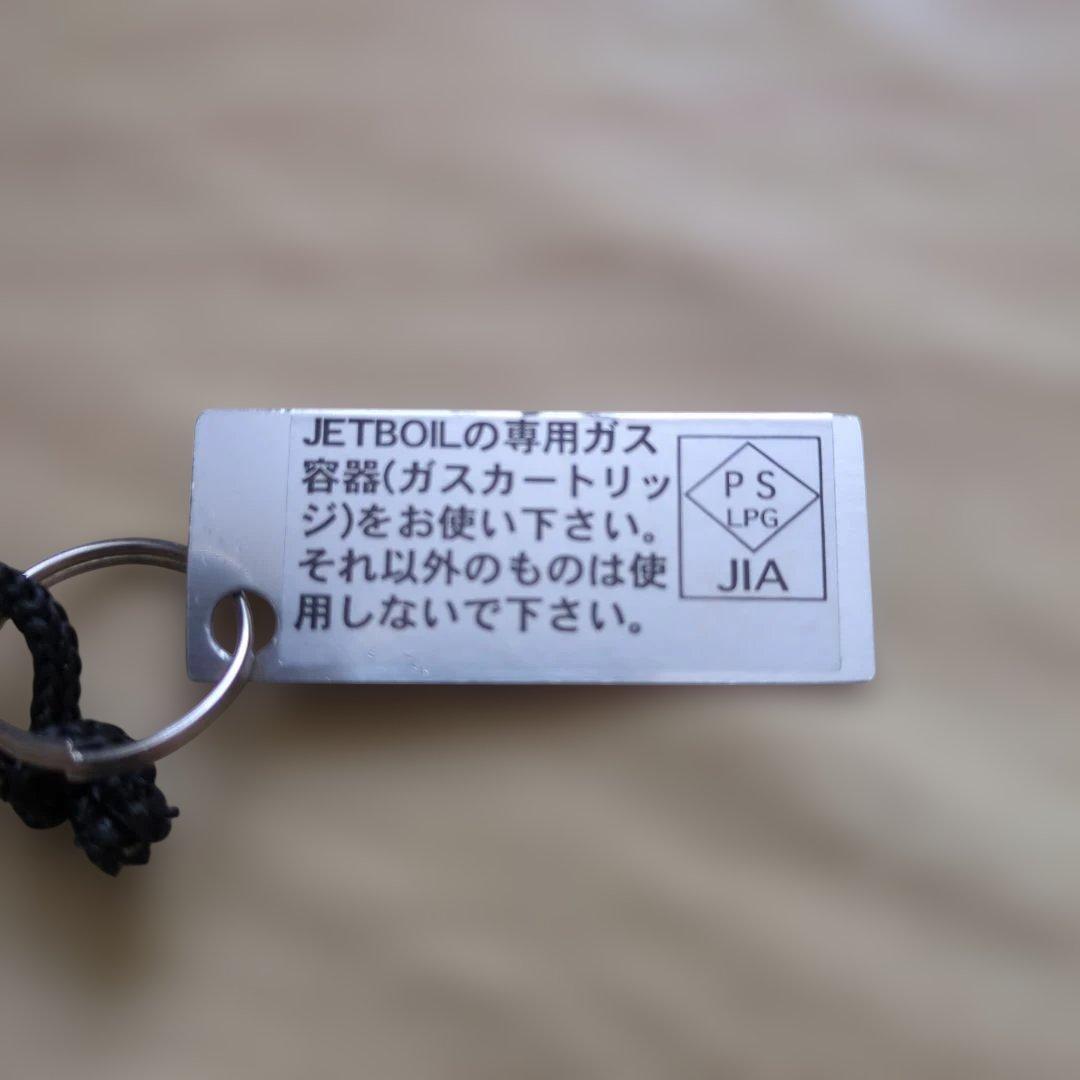 JETBOILの専用ガス
容器(ガスカートリッ
ジ)をお使い下さい。
それ以外のものは使
用しないで下さい。
PS
LPG
JIA